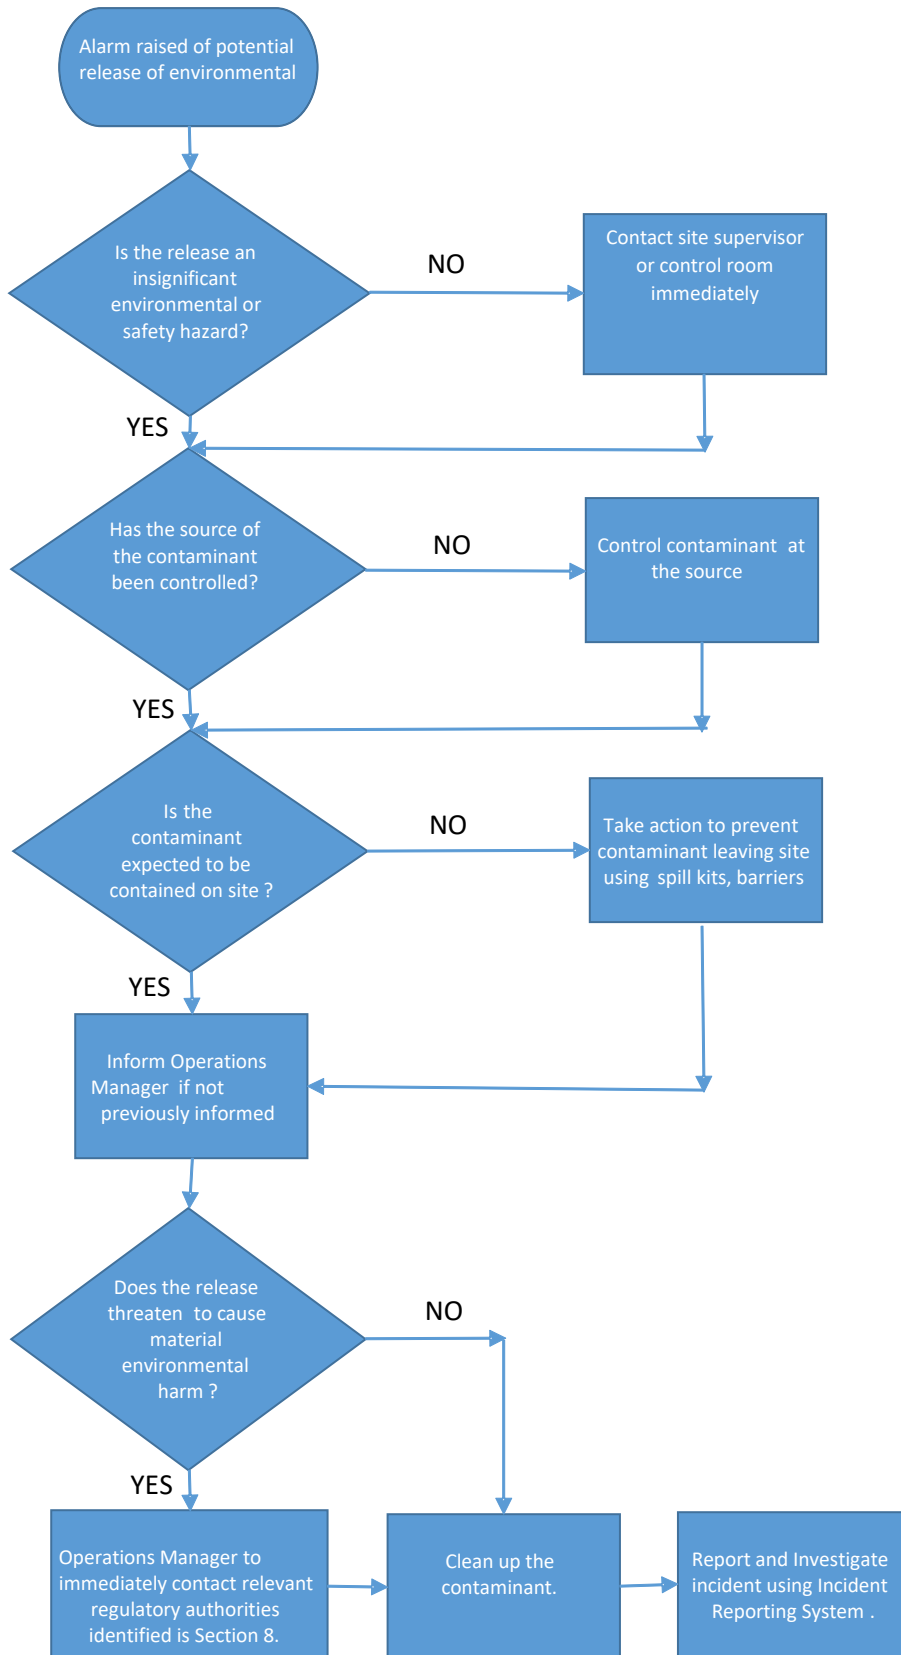 Alarm raised of potential
release of environmental
Is the release an
insignificant
environmental or
safety hazard?
NO
Contact site supervisor
or control room
immediately
YES
Has the source of
the contaminant
been controlled?
NO
Control contaminant at
the source
YES
Is the
contaminant
expected to be
contained on site ?
NO
Take action to prevent
contaminant leaving site
using spill kits, barriers
YES
Inform Operations
Manager if not
previously informed
Does the release
threaten to cause
material
environmental
harm ?
NO
YES
Operations Manager to
immediately contact relevant
regulatory authorities
identified is Section 8.
Clean up the
contaminant.
Report and Investigate
incident using Incident
Reporting System .